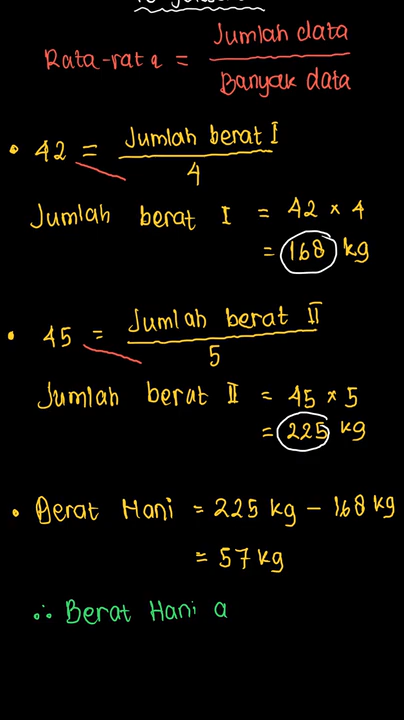 Rata-rata = Jumlah data
Banyak data
• 42 = Jumlah berat I
4
Jumlah berat I = 42 × 4
= 168 kg
• 45 = Jumlah berat II
5
Jumlah berat II = 45 × 5
= 225 kg
• Berat Hani = 225 kg - 168 kg
= 57 kg
∴ Berat Hani a